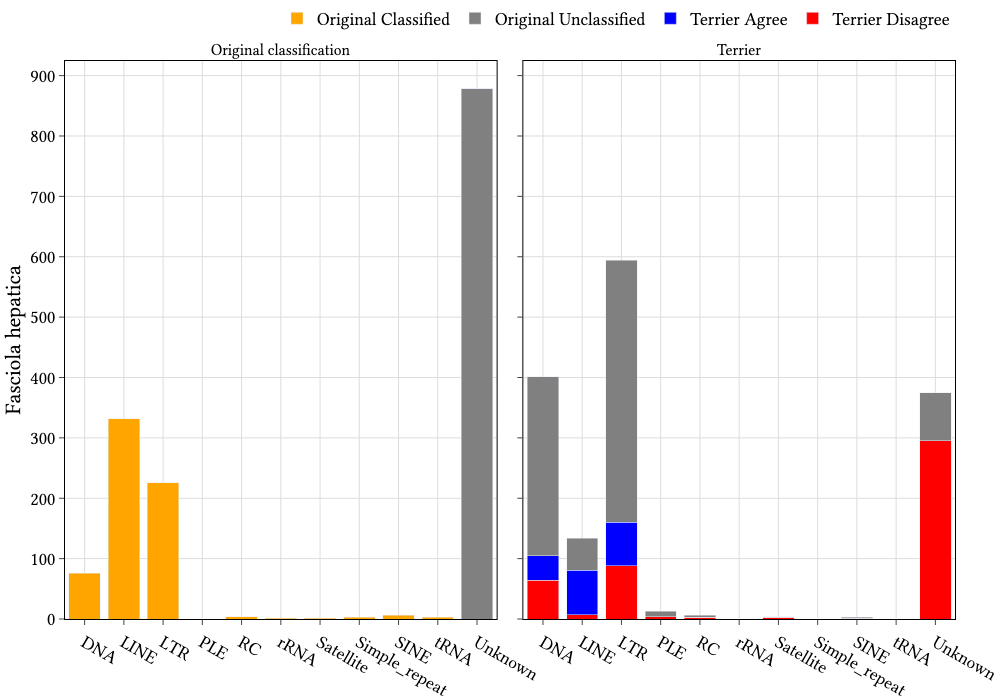 Original Classified Original Unclassified Terrier Agree Terrier Disagree
Original classification Terrier
Fasciola hepatica
900
800
700
600
500
400
300
200
100
0
DNA LINE LTR PLE RC rRNA Satellite Simple_repeat SINE tRNA Unknown
DNA LINE LTR PLE RC rRNA Satellite Simple_repeat SINE tRNA Unknown